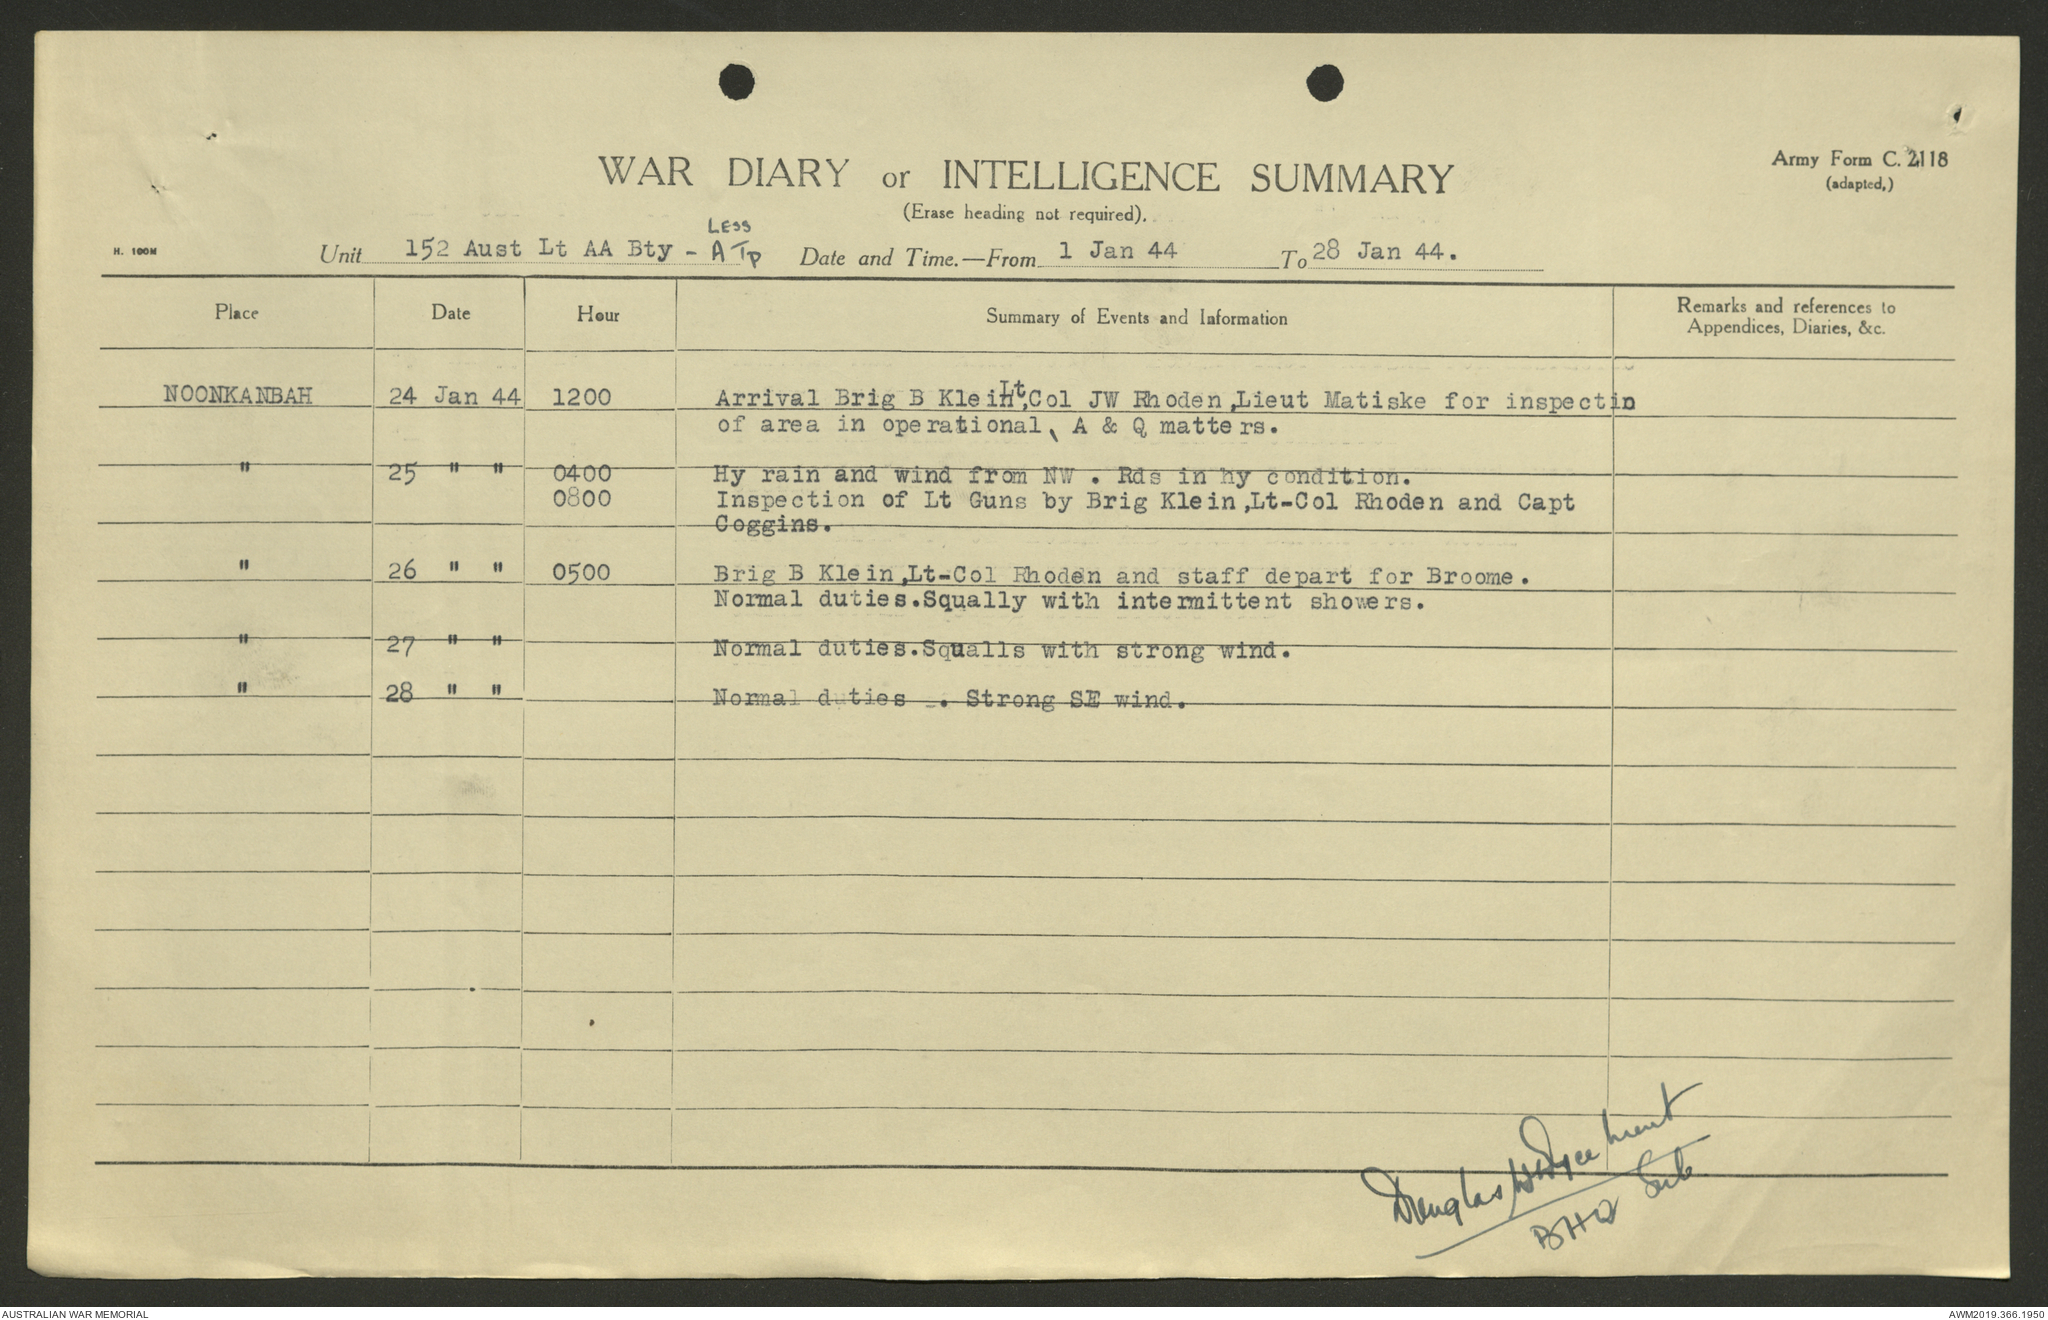 WAR DIARY or INTELLIGENCE SUMMARY
Army Form C. 2118
(adapted.)
(Erase heading not required).
H. 100M
LESS
Unit 152 Aust Lt AA Bty - A Tp Date and Time.—From 1 Jan 44 To 28 Jan 44.
Place Date Hour Summary of Events and Information Remarks and references to
Appendices, Diaries, &c.
NOONKANBAH 24 Jan 44 1200 Arrival Brig B Klein, Lt Col JW Rhoden,Lieut Matiske for inspectin
of area in operational, A & Q matters.
" 25 " " 0400 Hy rain and wind from NW . Rds in hy condition.
0800 Inspection of Lt Guns by Brig Klein,Lt-Col Rhoden and Capt
Coggins.
" 26 " " 0500 Brig B Klein,Lt-Col Rhoden and staff depart for Broome.
Normal duties.Squally with intermittent showers.
" 27 " " Normal duties.Squalls with strong wind.
" 28 " " Normal duties . Strong SE wind.
Douglas
BHQ
AUSTRALIAN WAR MEMORIAL
AWM2019.366.1950